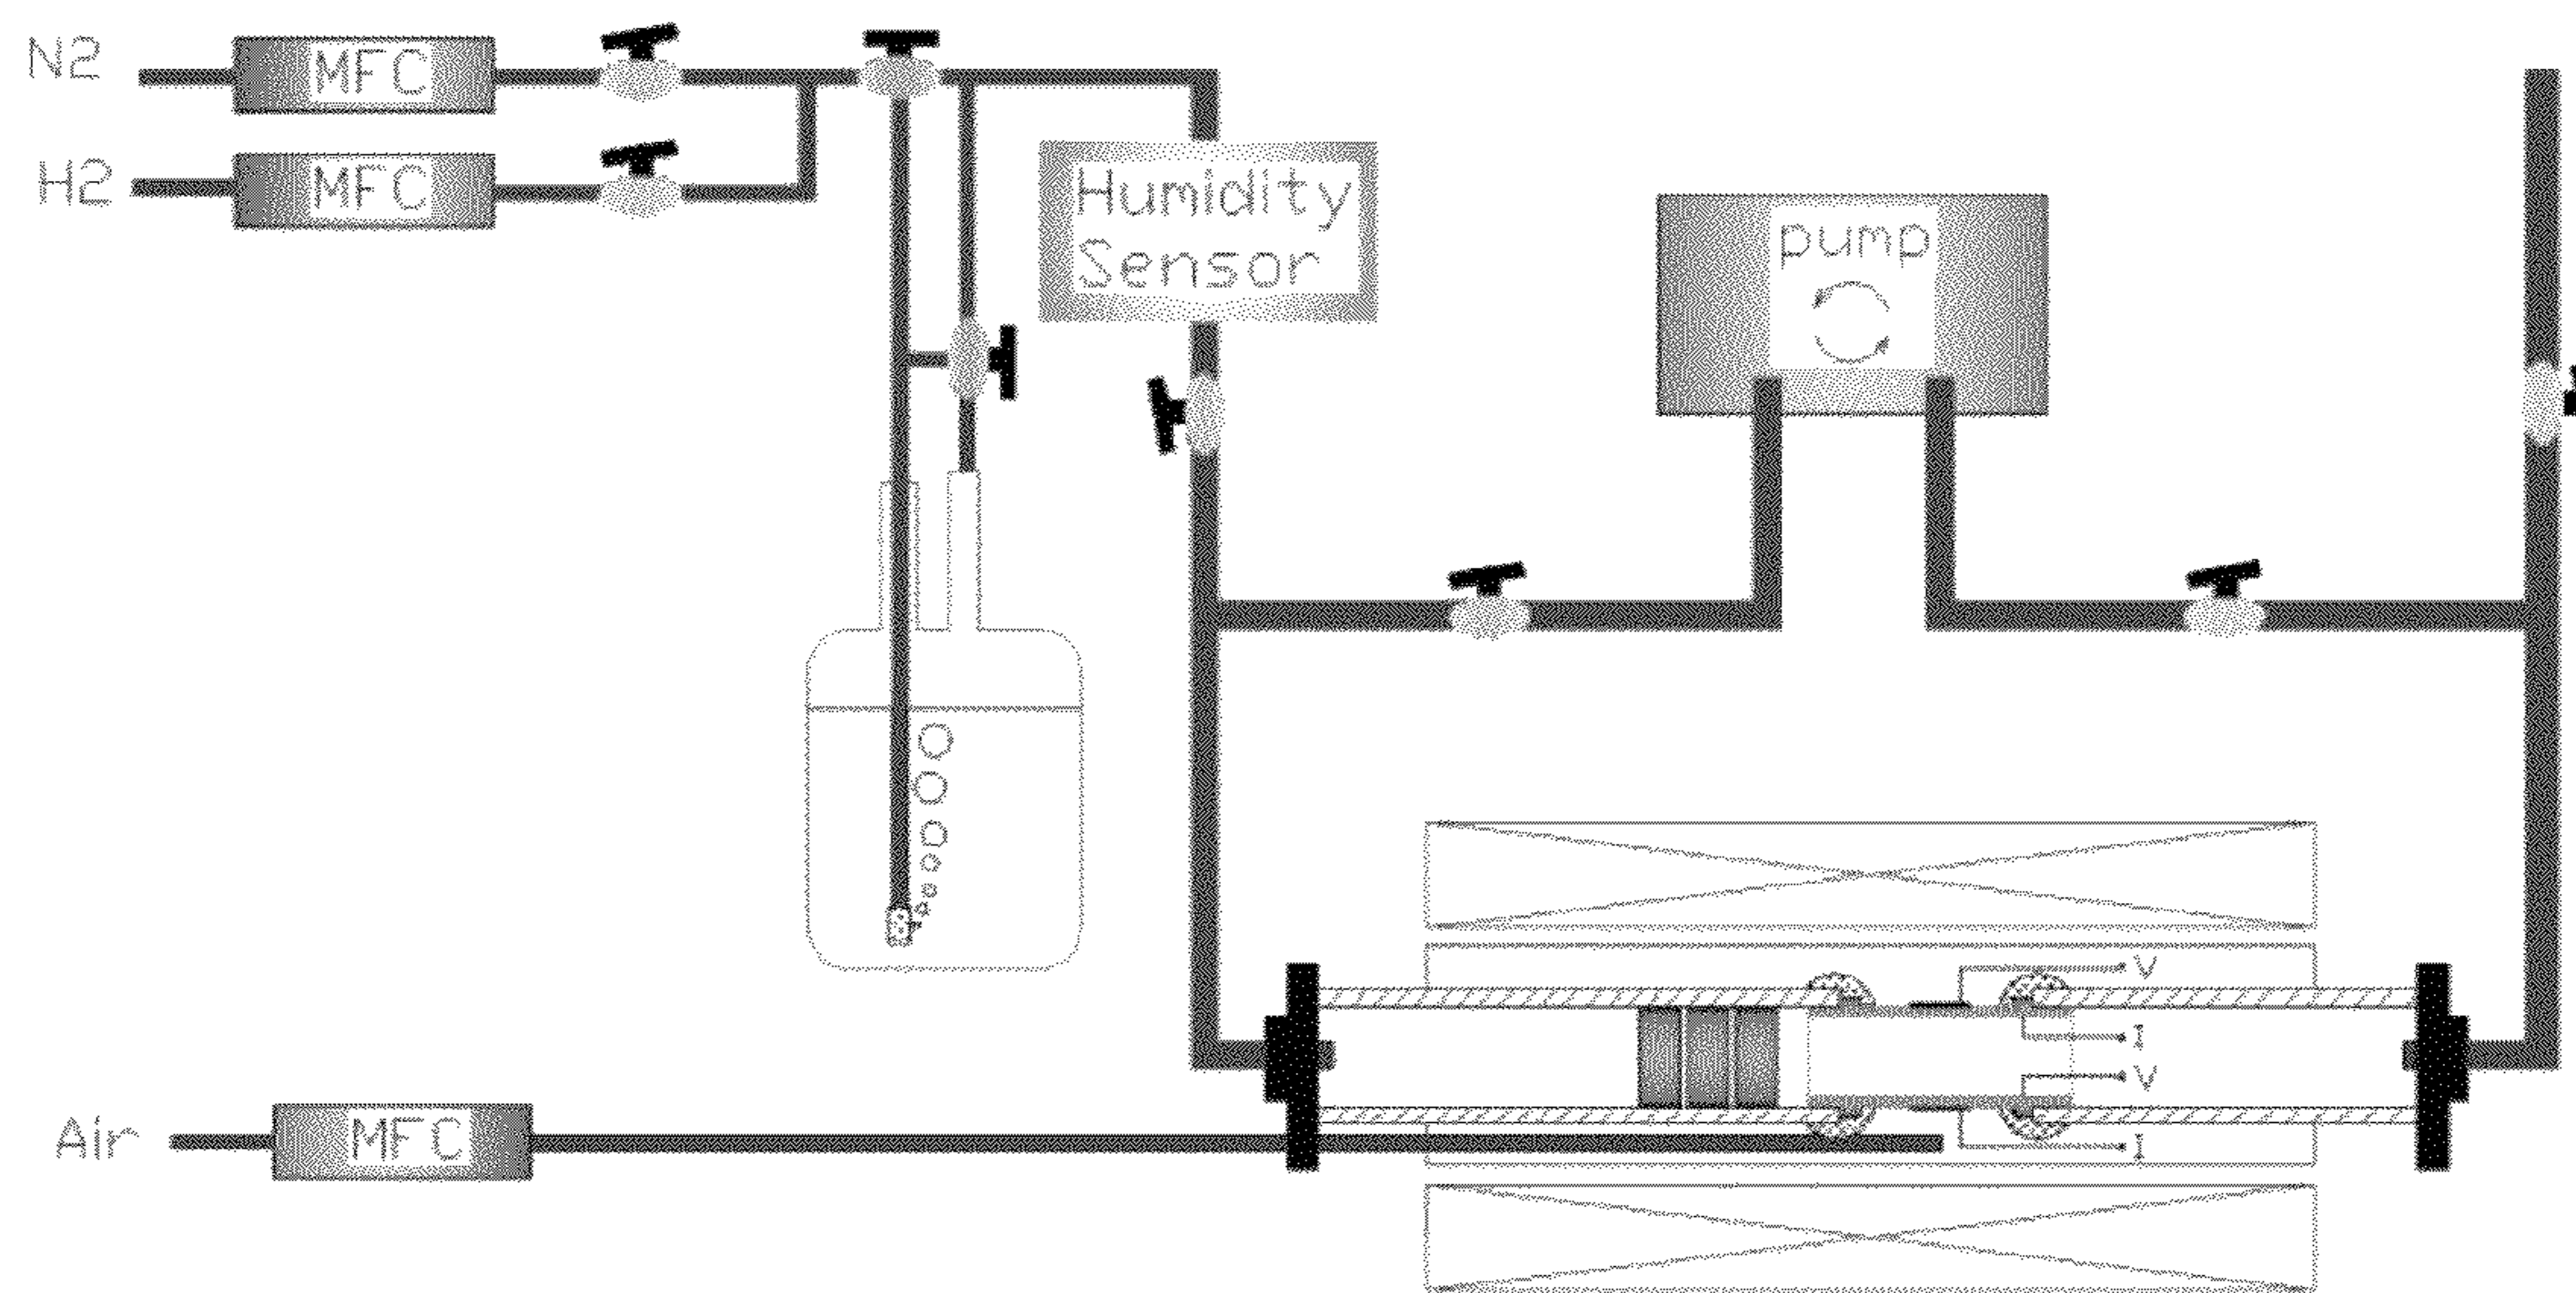 N2
MFC
H2
MFC
Humidity
Sensor
pump
V
I
V
I
Air
MFC